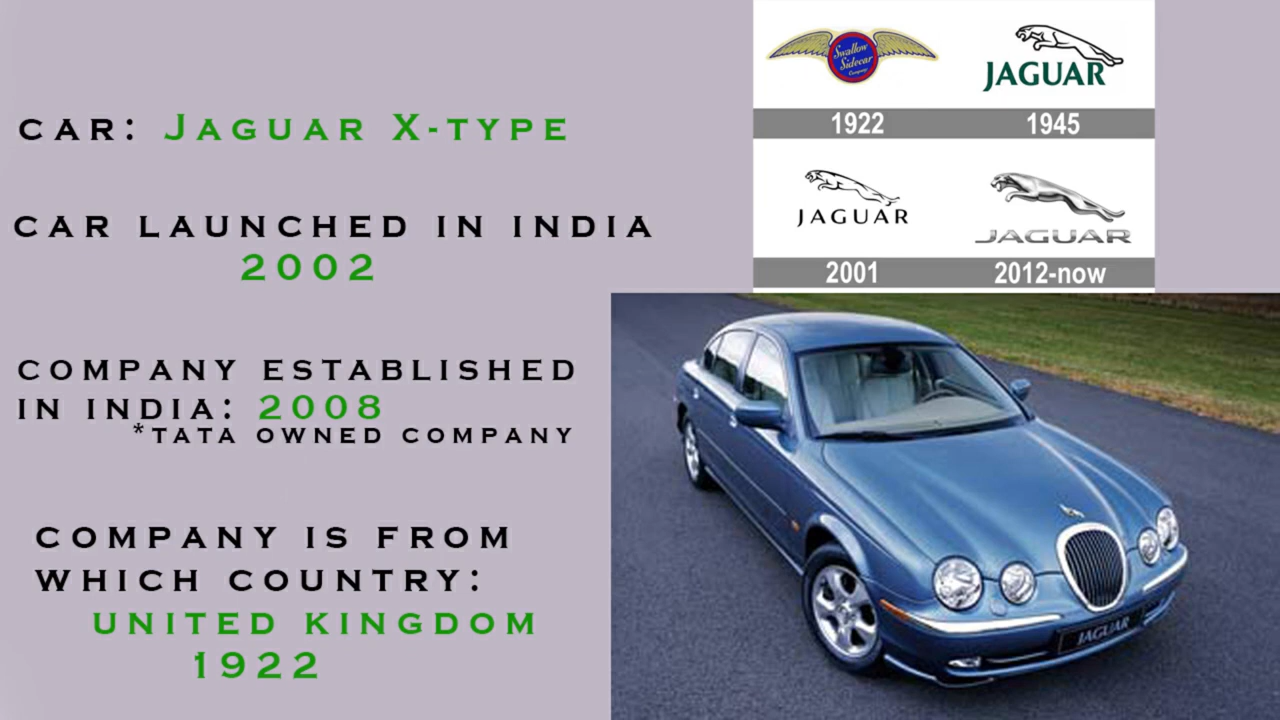 CAR: JAGUAR X-TYPE
CAR LAUNCHED IN INDIA
2002
COMPANY ESTABLISHED
IN INDIA: 2008
*TATA OWNED COMPANY
COMPANY IS FROM
WHICH COUNTRY:
UNITED KINGDOM
1922
Swallow
Sidecar
Company
JAGUAR
1922
1945
JAGUAR
JAGUAR
2001
2012-now
JAGUAR